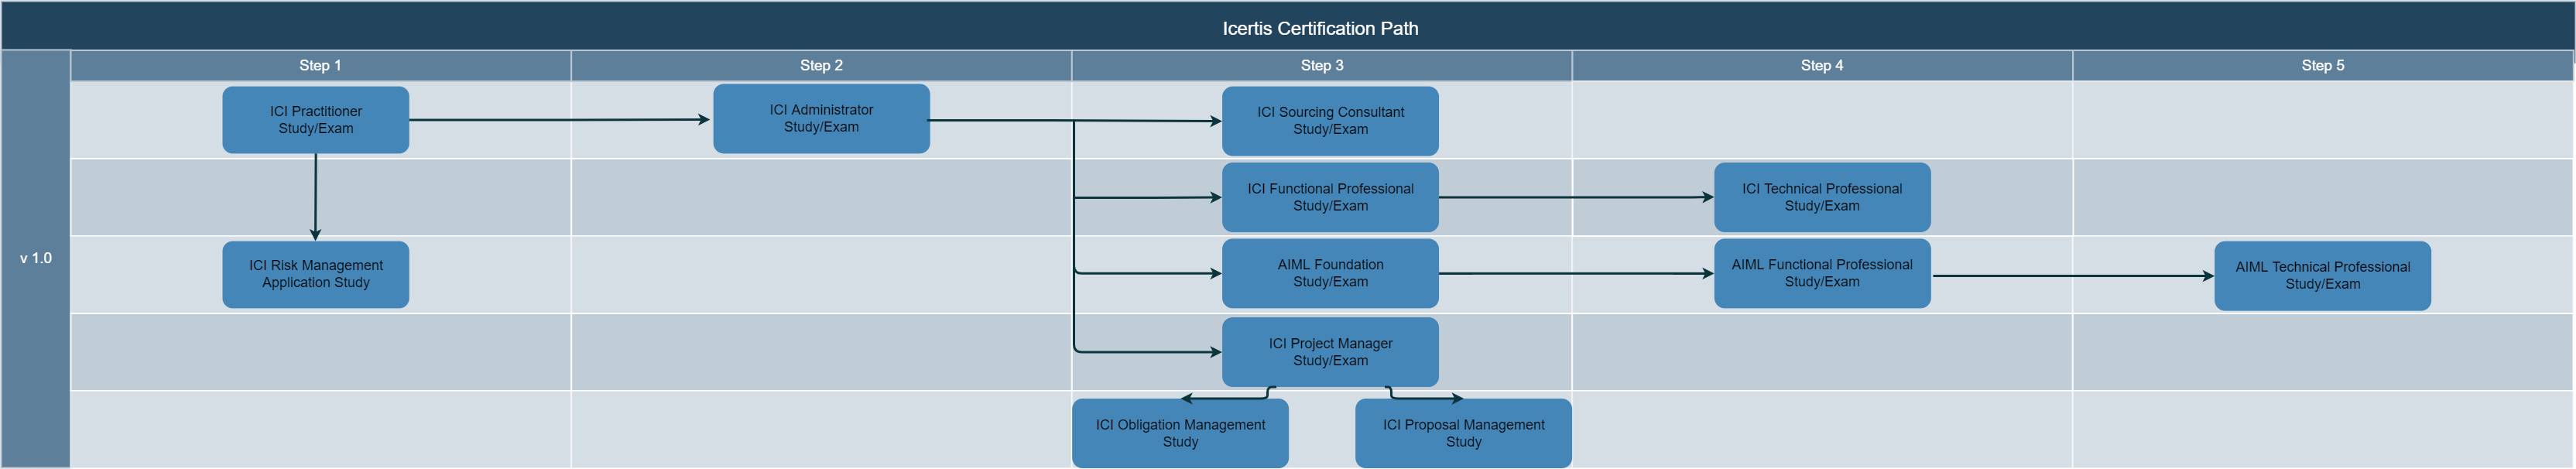 Icertis Certification Path
Step 1
Step 2
Step 3
Step 4
Step 5
v 1.0
ICI Practitioner
Study/Exam
ICI Administrator
Study/Exam
ICI Sourcing Consultant
Study/Exam
ICI Functional Professional
Study/Exam
ICI Technical Professional
Study/Exam
ICI Risk Management
Application Study
AIML Foundation
Study/Exam
AIML Functional Professional
Study/Exam
AIML Technical Professional
Study/Exam
ICI Project Manager
Study/Exam
ICI Obligation Management
Study
ICI Proposal Management
Study